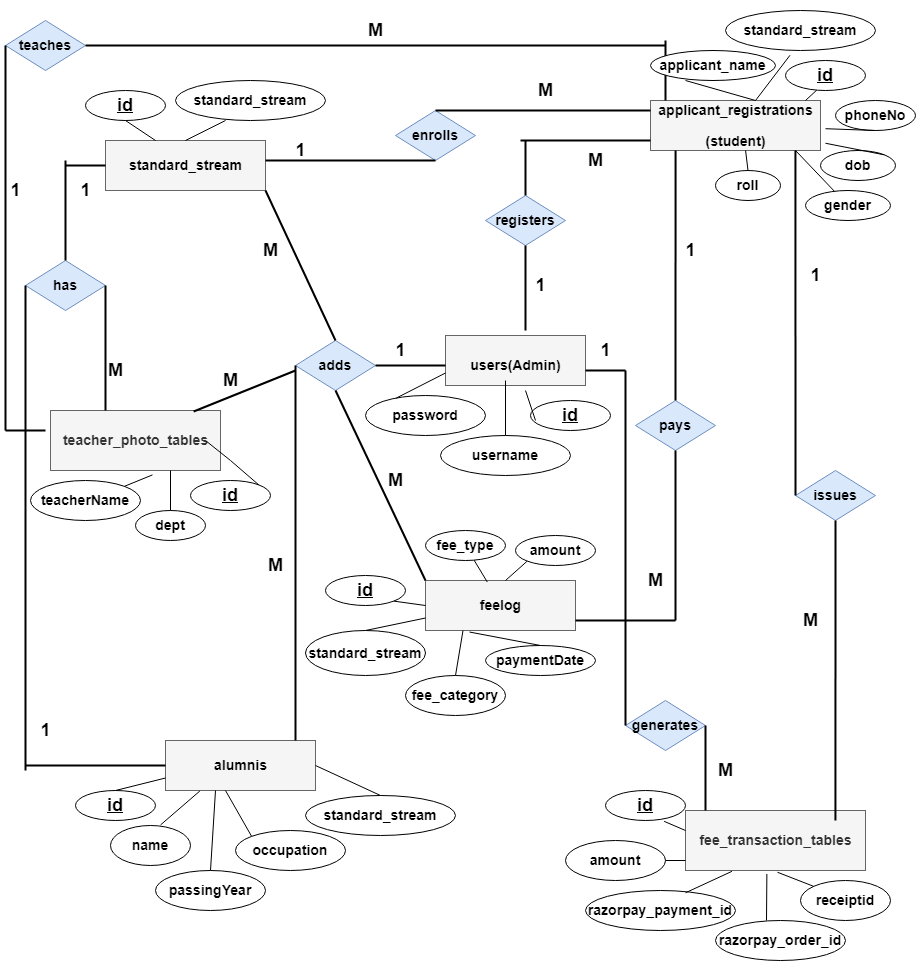 teaches
M
standard_stream
applicant_name
id
id
standard_stream
M
applicant_registrations
(student)
phoneNo
enrolls
1
standard_stream
M
dob
1
1
roll
gender
registers
M
1
1
has
1
M
adds
1
users(Admin)
1
M
password
id
pays
teacher_photo_tables
username
M
teacherName
id
dept
issues
fee_type
amount
M
M
id
feelog
M
standard_stream
paymentDate
fee_category
1
generates
alumnis
M
id
standard_stream
id
name
occupation
fee_transaction_tables
amount
passingYear
razorpay_payment_id
receiptid
razorpay_order_id